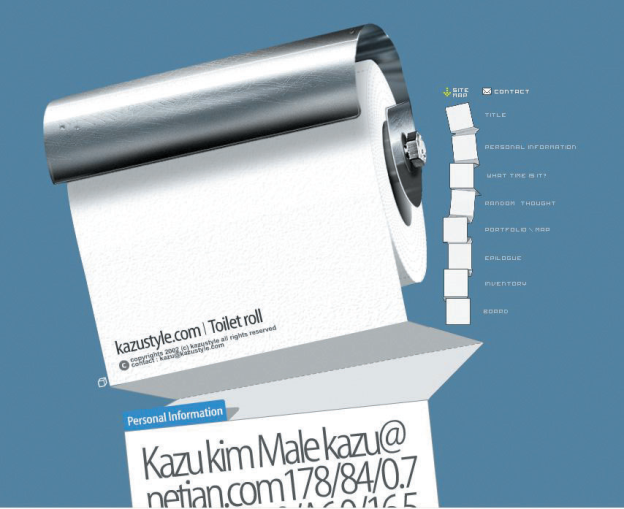 SITE
MAP
CONTACT
TITLE
PERSONAL INFORMATION
WHAT TIME IS IT?
RANDOM THOUGHT
PORTFOLIO \ MAP
EPILOGUE
INVENTORY
BOARD
kazustyle.com | Toilet roll
copyrights 2002 (c) kazustyle all rights reserved
contact : kazu@kazustyle.com
Personal Information
Kazu kim Male kazu@
netian.com 178/84/0.7